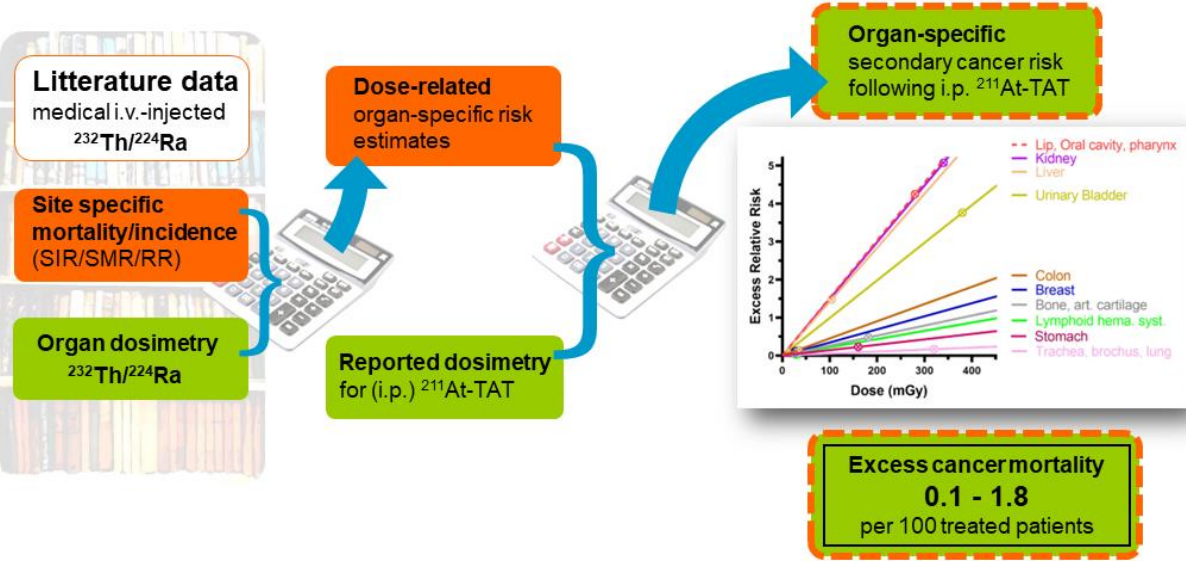 Litterature data
medical i.v.-injected
²³²Th/²²⁴Ra
Site specific
mortality/incidence
(SIR/SMR/RR)
Organ dosimetry
²³²Th/²²⁴Ra
Dose-related
organ-specific risk
estimates
Reported dosimetry
for (i.p.) ²¹¹At-TAT
Organ-specific
secondary cancer risk
following i.p. ²¹¹At-TAT
Excess Relative Risk
5
4
3
2
1
0
0 100 200 300 400
Dose (mGy)
Lip, Oral cavity, pharynx
Kidney
Liver
Urinary Bladder
Colon
Breast
Bone, art. cartilage
Lymphoid hema. syst.
Stomach
Trachea, brochus, lung
Excess cancer mortality
0.1 - 1.8
per 100 treated patients